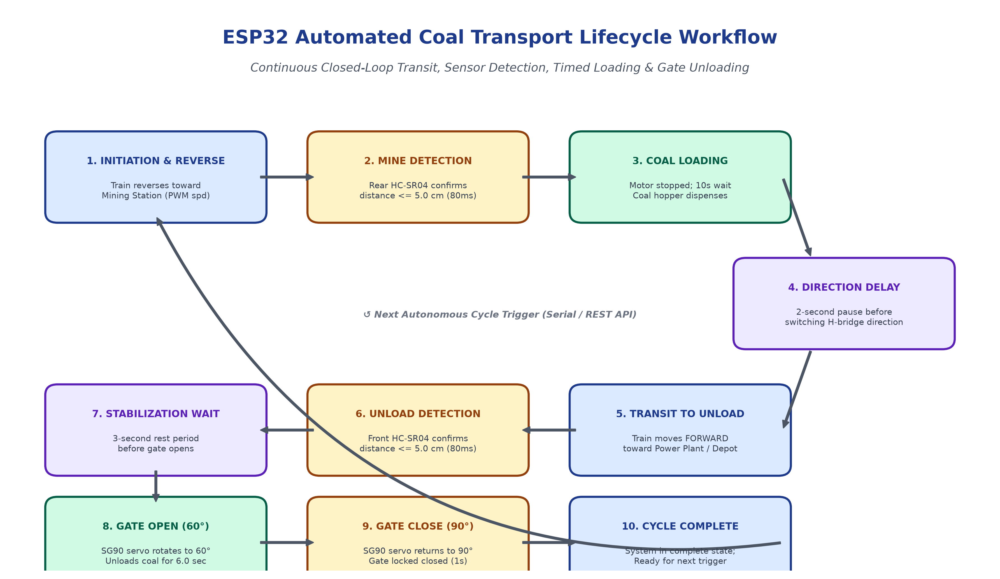 ESP32 Automated Coal Transport Lifecycle Workflow
Continuous Closed-Loop Transit, Sensor Detection, Timed Loading & Gate Unloading
1. INITIATION & REVERSE
Train reverses toward
Mining Station (PWM spd)
2. MINE DETECTION
Rear HC-SR04 confirms
distance <= 5.0 cm (80ms)
3. COAL LOADING
Motor stopped; 10s wait
Coal hopper dispenses
4. DIRECTION DELAY
2-second pause before
switching H-bridge direction
↺ Next Autonomous Cycle Trigger (Serial / REST API)
5. TRANSIT TO UNLOAD
Train moves FORWARD
toward Power Plant / Depot
6. UNLOAD DETECTION
Front HC-SR04 confirms
distance <= 5.0 cm (80ms)
7. STABILIZATION WAIT
3-second rest period
before gate opens
8. GATE OPEN (60°)
SG90 servo rotates to 60°
Unloads coal for 6.0 sec
9. GATE CLOSE (90°)
SG90 servo returns to 90°
Gate locked closed (1s)
10. CYCLE COMPLETE
System in complete state;
Ready for next trigger